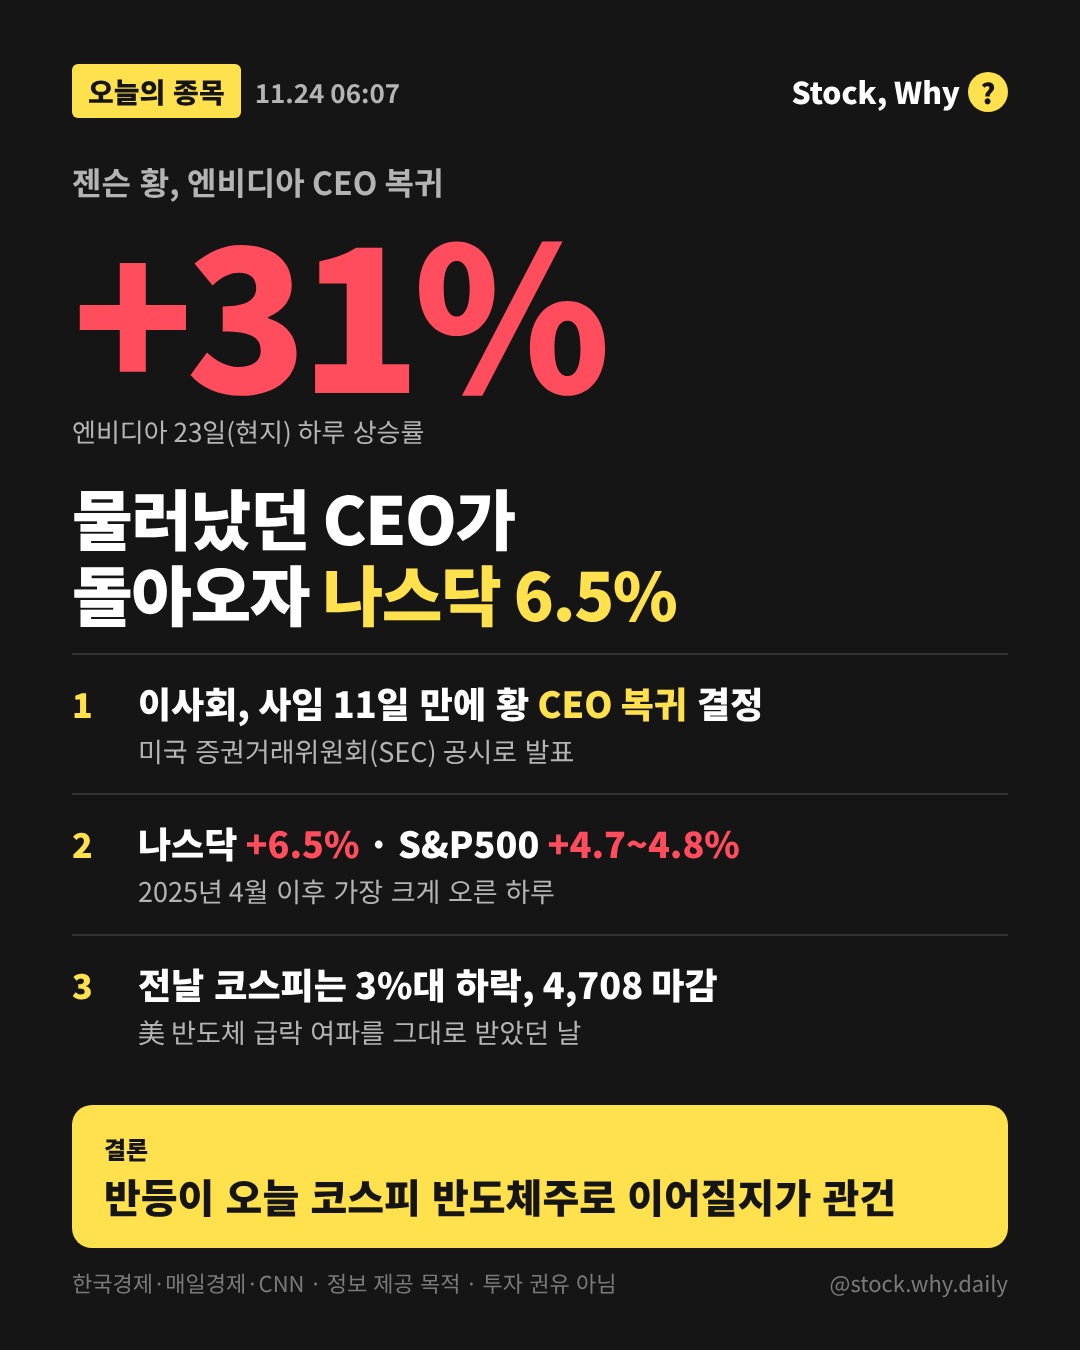 오늘의 종목 11.24 06:07
Stock, Why ?
젠슨 황, 엔비디아 CEO 복귀
+31%
엔비디아 23일(현지) 하루 상승률
물러났던 CEO가
돌아오자 나스닥 6.5%
1 이사회, 사임 11일 만에 황 CEO 복귀 결정
미국 증권거래위원회(SEC) 공시로 발표
2 나스닥 +6.5% · S&P500 +4.7~4.8%
2025년 4월 이후 가장 크게 오른 하루
3 전날 코스피는 3%대 하락, 4,708 마감
美 반도체 급락 여파를 그대로 받았던 날
결론
반등이 오늘 코스피 반도체주로 이어질지가 관건
한국경제·매일경제·CNN · 정보 제공 목적 · 투자 권유 아님
@stock.why.daily